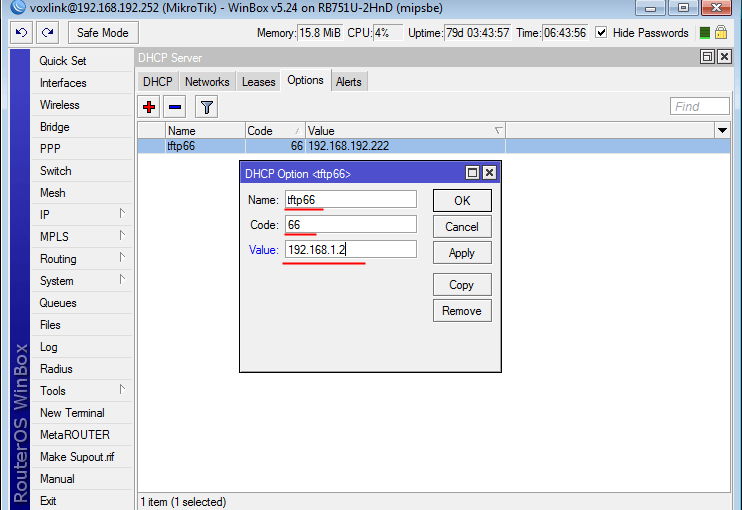 voxlink@192.168.192.252 (MikroTik) - WinBox v5.24 on RB751U-2HnD (mipsbe)
Safe Mode Memory: 15.8 MiB CPU: 4% Uptime: 79d 03:43:57 Time: 06:43:56 Hide Passwords
Quick Set
Interfaces
Wireless
Bridge
PPP
Switch
Mesh
IP
MPLS
Routing
System
Queues
Files
Log
Radius
Tools
New Terminal
MetaROUTER
Make Supout.rif
Manual
Exit
RouterOS WinBox
DHCP Server
DHCP Networks Leases Options Alerts
Find
Name Code Value
tftp66 66 192.168.192.222
DHCP Option <tftp66>
Name: tftp66 OK
Code: 66 Cancel
Value: 192.168.1.2 Apply
Copy
Remove
1 item (1 selected)